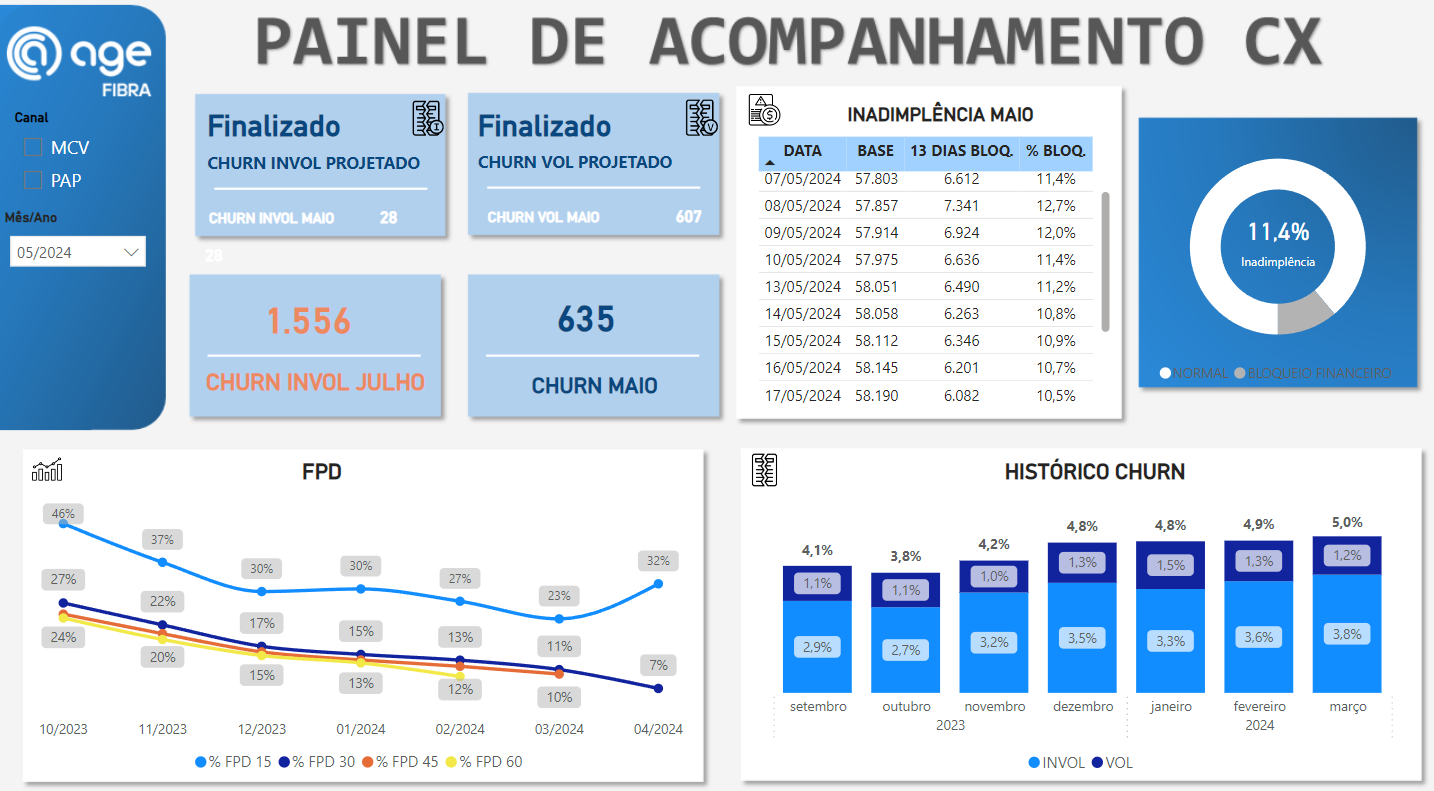 PAINEL DE ACOMPANHAMENTO CX
age
FIBRA
Canal
MCV
PAP
Mês/Ano
05/2024
Finalizado
CHURN INVOL PROJETADO
CHURN INVOL MAIO 28
28
Finalizado
CHURN VOL PROJETADO
CHURN VOL MAIO 607
1.556
CHURN INVOL JULHO
635
CHURN MAIO
INADIMPLÊNCIA MAIO
DATA BASE 13 DIAS BLOQ. % BLOQ.
07/05/2024 57.803 6.612 11,4%
08/05/2024 57.857 7.341 12,7%
09/05/2024 57.914 6.924 12,0%
10/05/2024 57.975 6.636 11,4%
13/05/2024 58.051 6.490 11,2%
14/05/2024 58.058 6.263 10,8%
15/05/2024 58.112 6.346 10,9%
16/05/2024 58.145 6.201 10,7%
17/05/2024 58.190 6.082 10,5%
11,4%
Inadimplência
NORMAL BLOQUEIO FINANCEIRO
FPD
46% 37% 30% 30% 27% 23% 32%
27% 22% 17% 15% 13% 11% 7%
24% 20% 15% 13% 12% 10%
10/2023 11/2023 12/2023 01/2024 02/2024 03/2024 04/2024
% FPD 15 % FPD 30 % FPD 45 % FPD 60
HISTÓRICO CHURN
4,1% 3,8% 4,2% 4,8% 4,8% 4,9% 5,0%
1,1% 1,1% 1,0% 1,3% 1,5% 1,3% 1,2%
2,9% 2,7% 3,2% 3,5% 3,3% 3,6% 3,8%
setembro outubro novembro dezembro janeiro fevereiro março
2023 2024
INVOL VOL